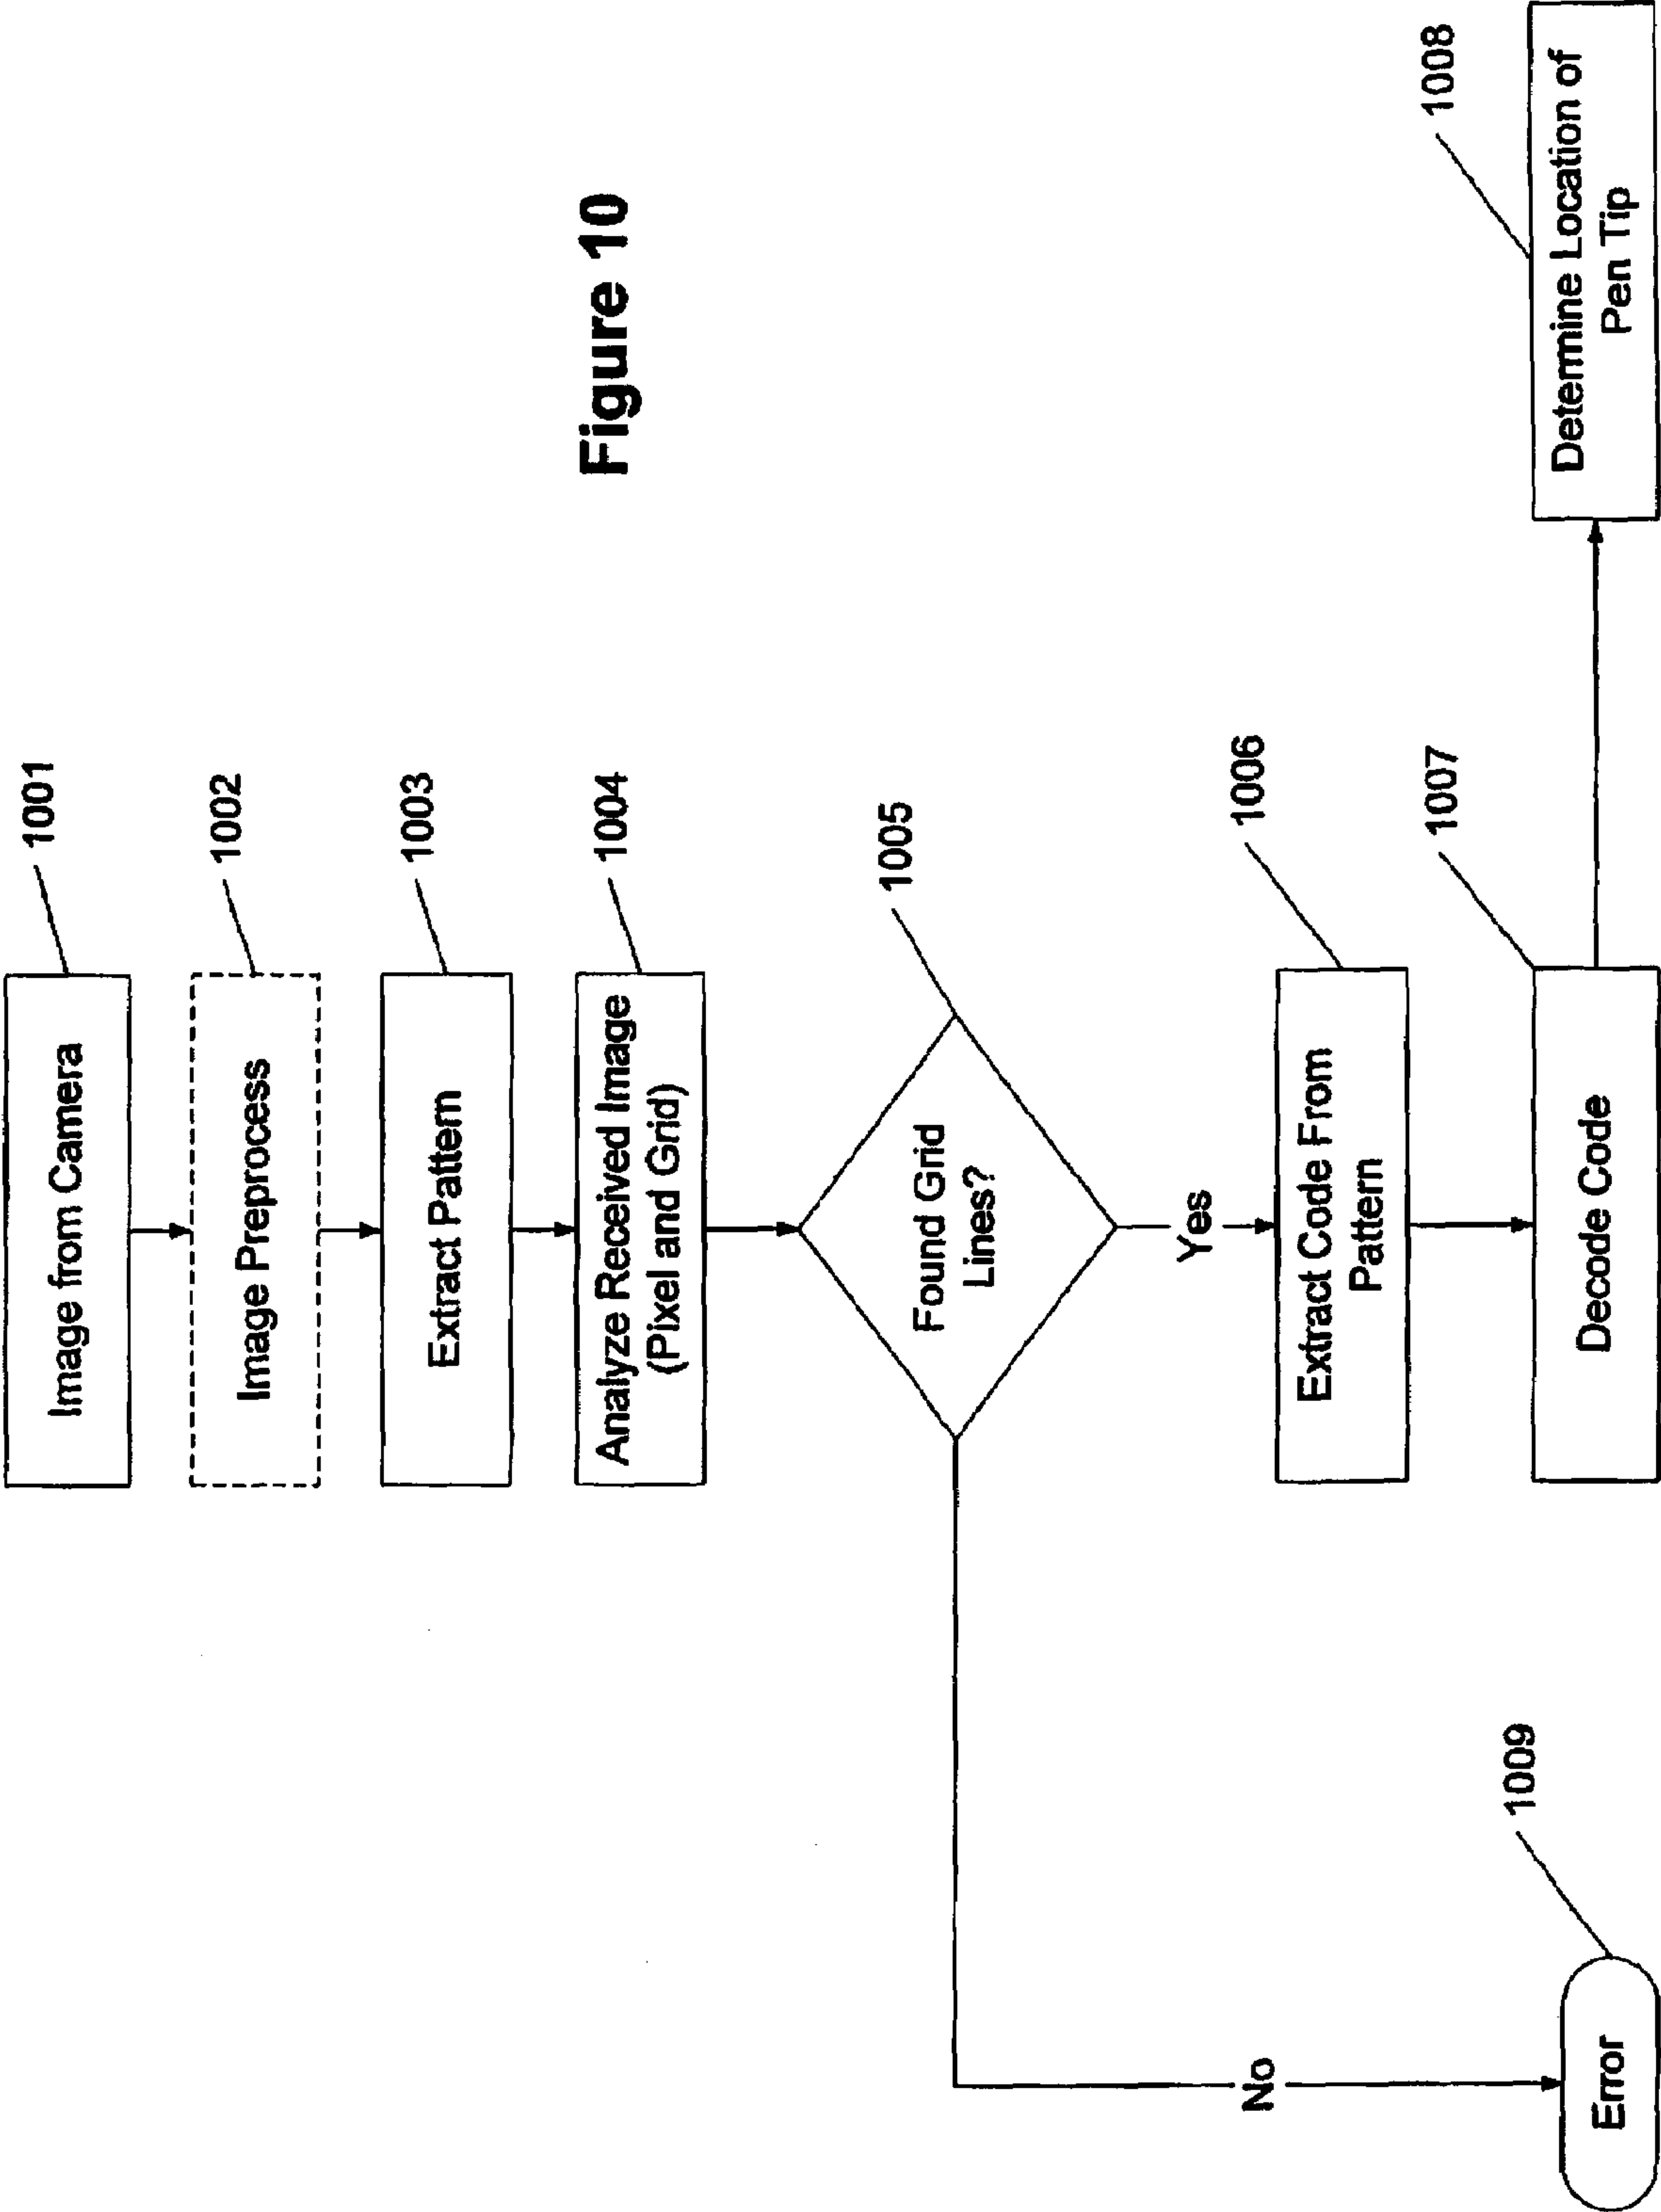 Image from Camera
1001
Image Preprocess
1002
Extract Pattern
1003
Analyze Received Image
(Pixel and Grid)
1004
Found Grid
Lines?
1005
Yes
Extract Code From
Pattern
1006
Decode Code
1007
Determine Location of
Pen Tip
1008
No
Error
1009
Figure 10